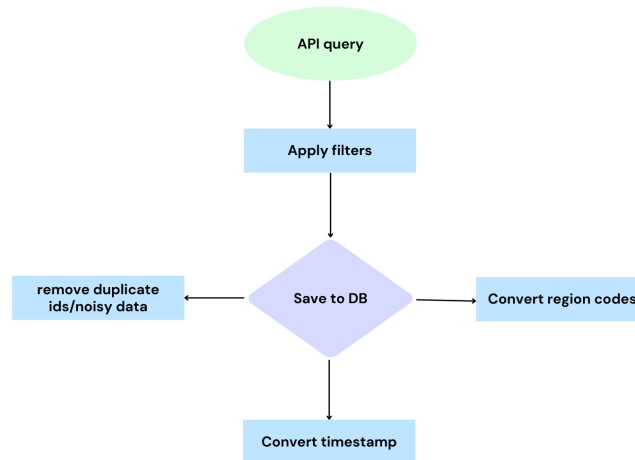 API query
Apply filters
remove duplicate
ids/noisy data
Save to DB
Convert region codes
Convert timestamp